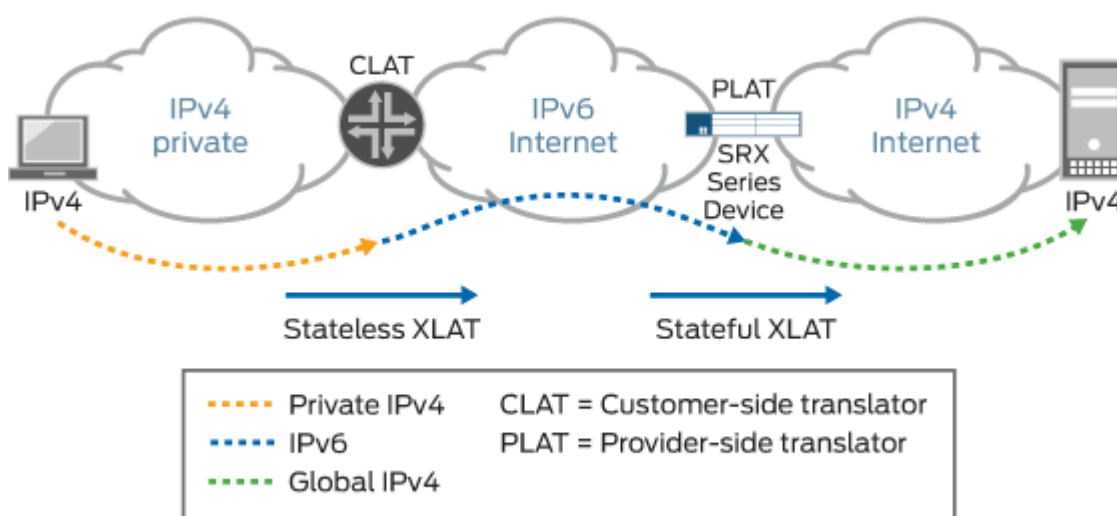 CLAT
IPv4
private
IPv6
Internet
PLAT
IPv4
Internet
SRX
Series
Device
IPv4
IPv4
Stateless XLAT
Stateful XLAT
Private IPv4
CLAT = Customer-side translator
IPv6
PLAT = Provider-side translator
Global IPv4